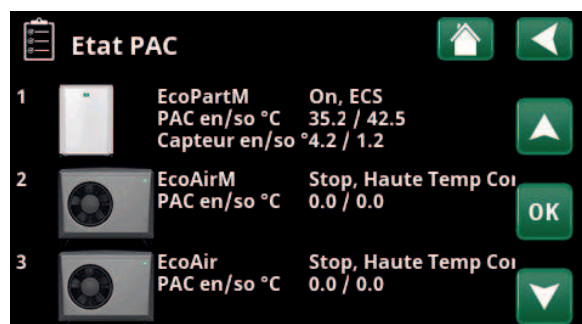 Etat PAC
1 EcoPartM On, ECS
PAC en/so °C 35.2 / 42.5
Capteur en/so °4.2 / 1.2
2 EcoAirM Stop, Haute Temp Co
PAC en/so °C 0.0 / 0.0
OK
3 EcoAir Stop, Haute Temp Co
PAC en/so °C 0.0 / 0.0